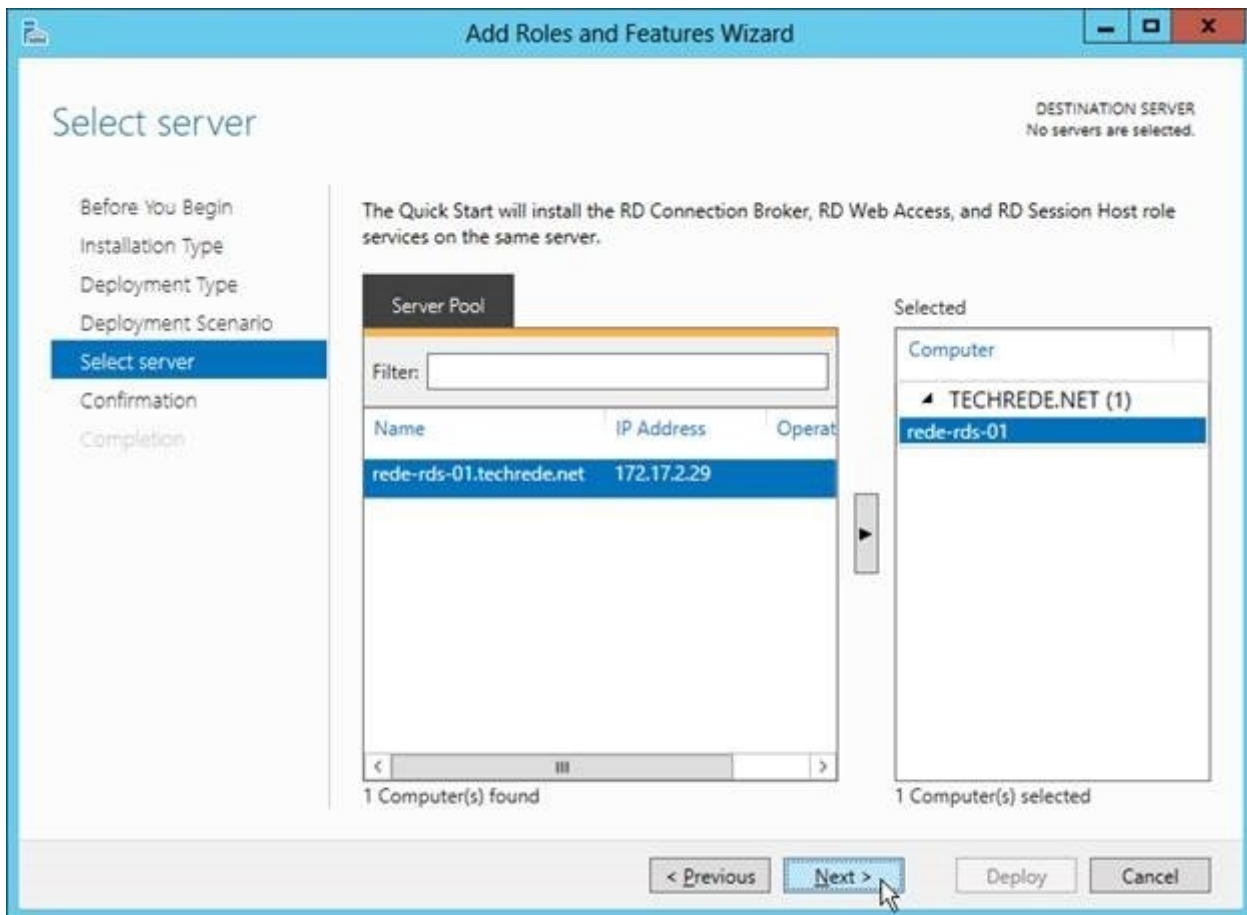 Add Roles and Features Wizard
Select server
DESTINATION SERVER
No servers are selected.
Before You Begin
Installation Type
Deployment Type
Deployment Scenario
Select server
Confirmation
Completion
The Quick Start will install the RD Connection Broker, RD Web Access, and RD Session Host role
services on the same server.
Server Pool
Filter:
Name IP Address Operat
rede-rds-01.techrede.net 172.17.2.29
1 Computer(s) found
Selected
Computer
TECHREDE.NET (1)
rede-rds-01
1 Computer(s) selected
< Previous Next > Deploy Cancel